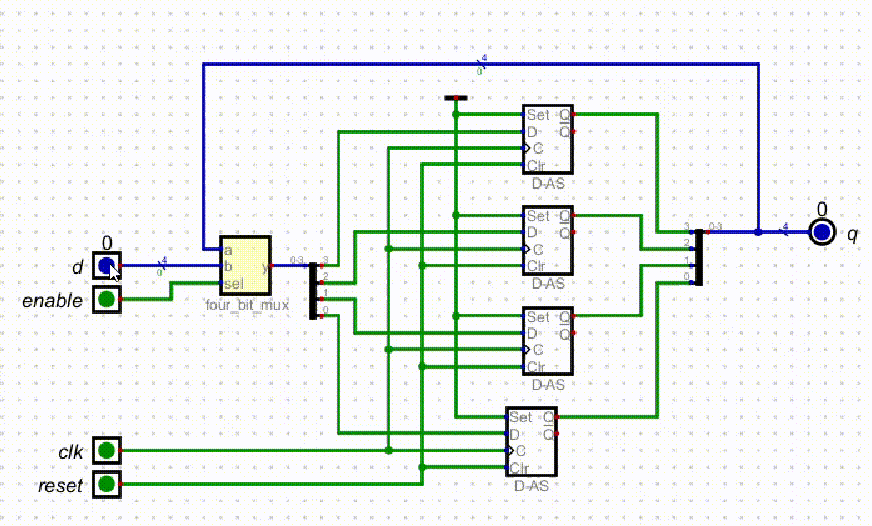 4
0
Set Q
D Q
C
Clr
D-AS
0
0
Set Q
D Q
C
Clr
D-AS
3
2
1
0
0-3
4
q
d
4
0
a
b y
sel
0-3
3
2
1
0
enable
four_bit_mux
Set Q
D Q
C
Clr
D-AS
Set Q
D Q
C
Clr
D-AS
clk
reset